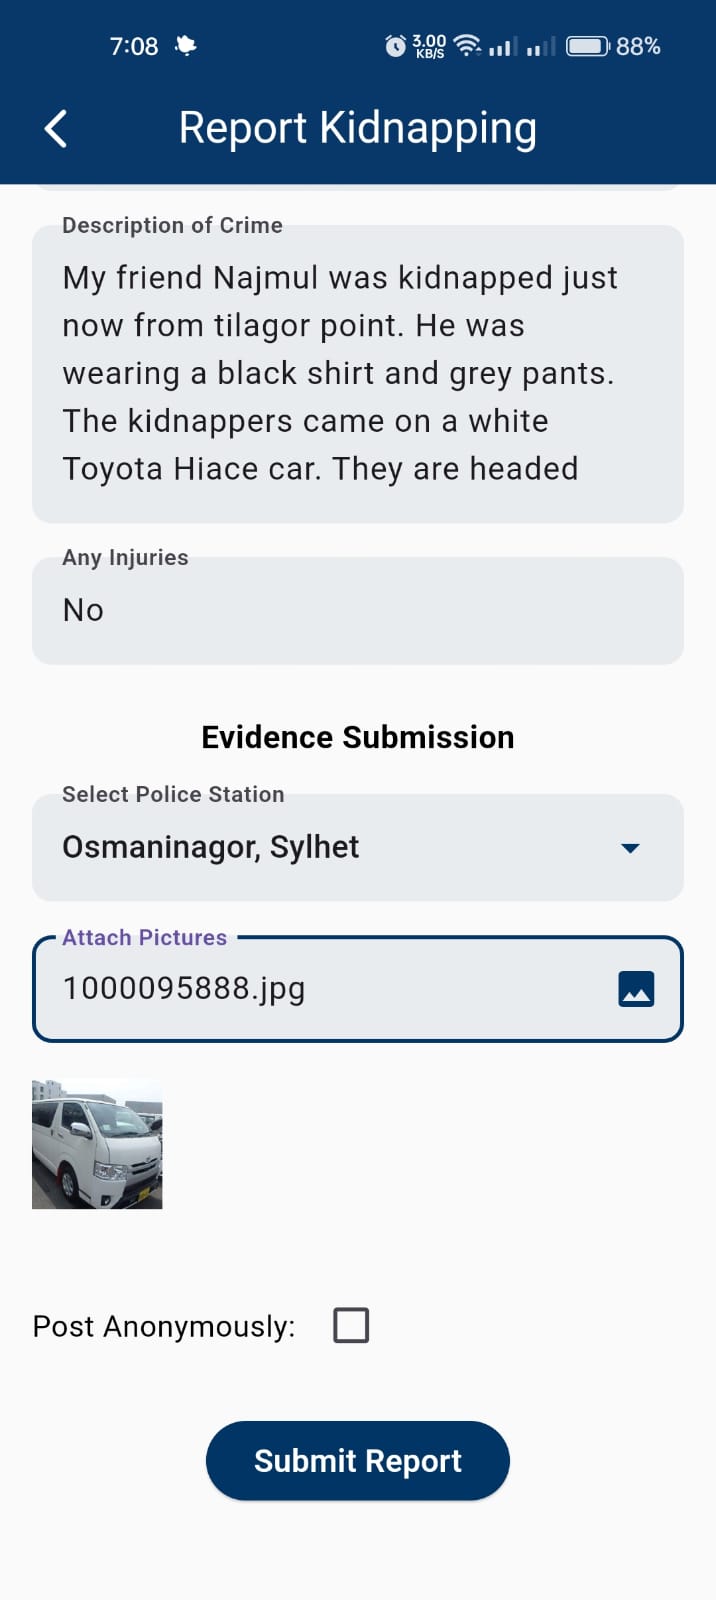 7:08 3.00 KB/S 88%
Report Kidnapping
Description of Crime
My friend Najmul was kidnapped just
now from tilagor point. He was
wearing a black shirt and grey pants.
The kidnappers came on a white
Toyota Hiace car. They are headed
Any Injuries
No
Evidence Submission
Select Police Station
Osmaninagor, Sylhet
Attach Pictures
1000095888.jpg
Post Anonymously:
Submit Report